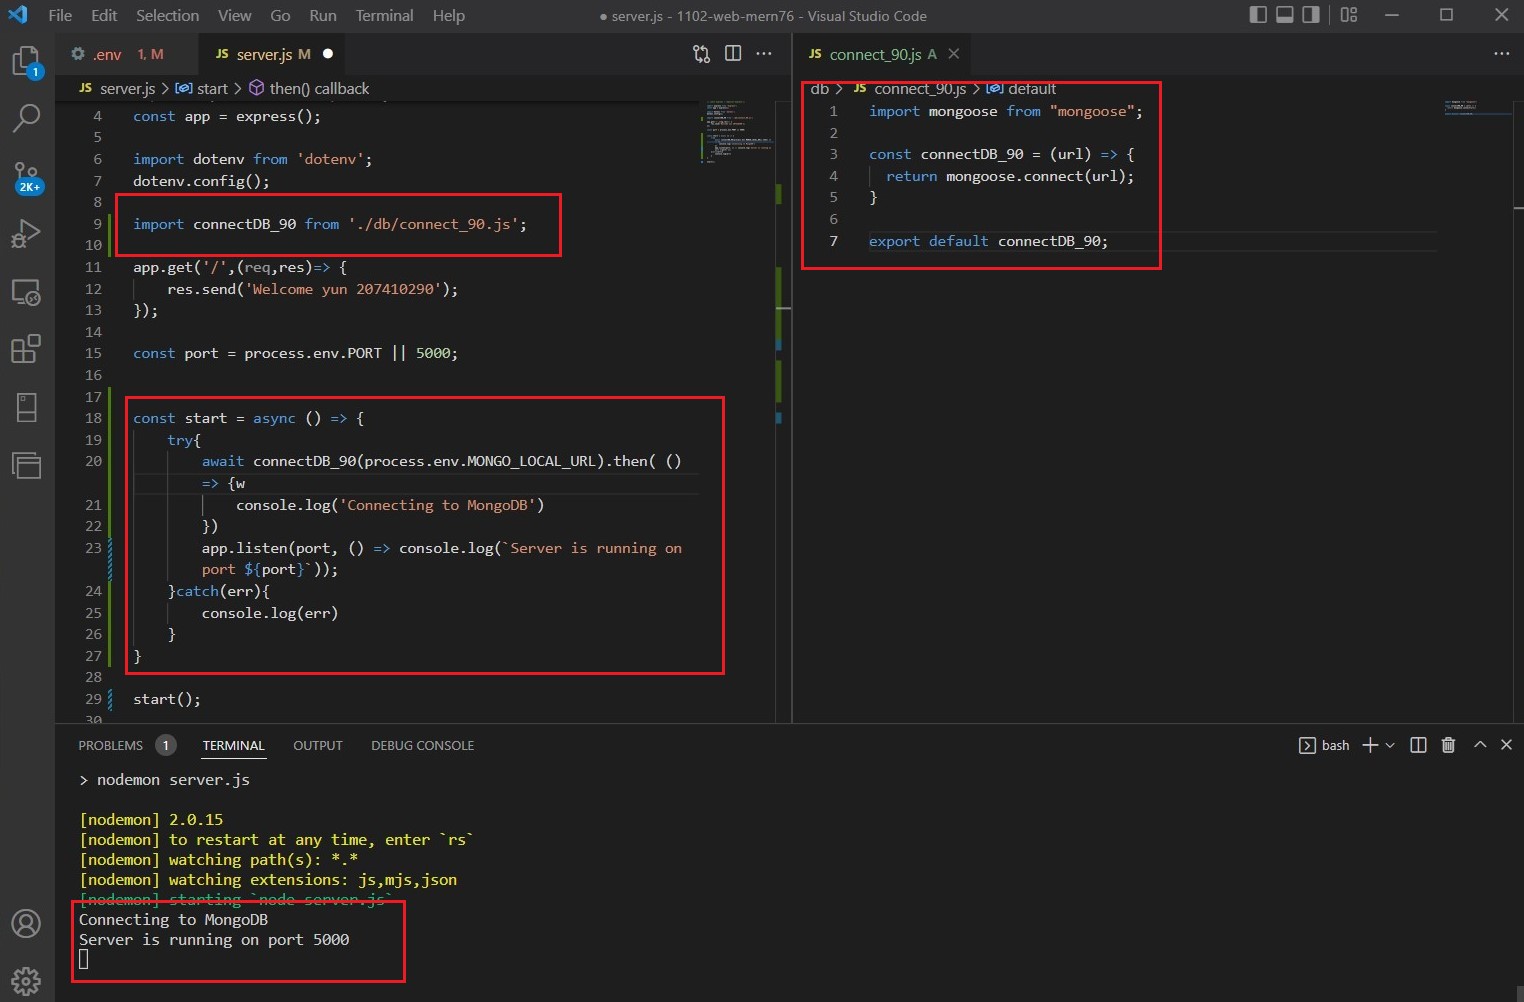 File Edit Selection View Go Run Terminal Help
● server.js - 1102-web-mern76 - Visual Studio Code
.env 1, M
JS server.js M ●
JS server.js > start > then() callback
4 const app = express();
5
6 import dotenv from 'dotenv';
7 dotenv.config();
8
9 import connectDB_90 from './db/connect_90.js';
10
11 app.get('/',(req,res)=> {
12 res.send('Welcome yun 207410290');
13 });
14
15 const port = process.env.PORT || 5000;
16
17
18 const start = async () => {
19 try{
20 await connectDB_90(process.env.MONGO_LOCAL_URL).then( ()
=> {w
21 console.log('Connecting to MongoDB')
22 })
23 app.listen(port, () => console.log(`Server is running on
port ${port}`));
24 }catch(err){
25 console.log(err)
26 }
27 }
28
29 start();
30
JS connect_90.js A
db > JS connect_90.js > default
1 import mongoose from "mongoose";
2
3 const connectDB_90 = (url) => {
4 return mongoose.connect(url);
5 }
6
7 export default connectDB_90;
1
2K+
PROBLEMS 1 TERMINAL OUTPUT DEBUG CONSOLE
bash
> nodemon server.js
[nodemon] 2.0.15
[nodemon] to restart at any time, enter `rs`
[nodemon] watching path(s): *.*
[nodemon] watching extensions: js,mjs,json
[nodemon] starting `node server.js`
Connecting to MongoDB
Server is running on port 5000